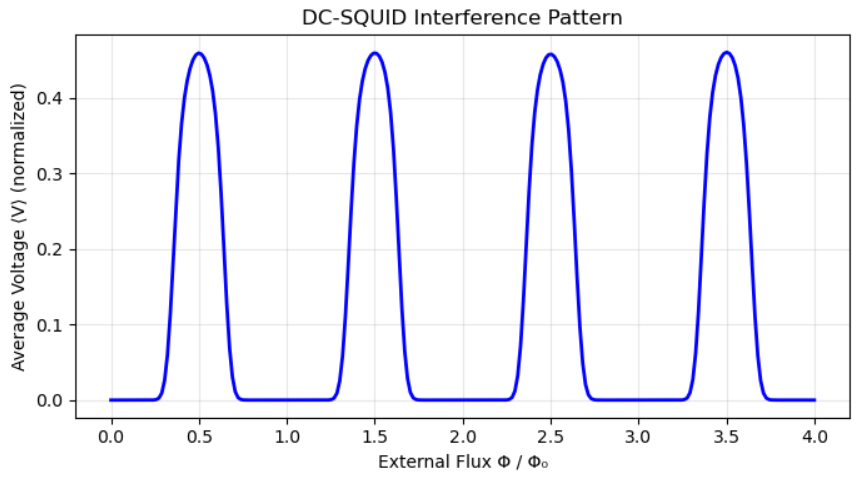 DC-SQUID Interference Pattern
Average Voltage ⟨V⟩ (normalized)
0.4
0.3
0.2
0.1
0.0
0.0 0.5 1.0 1.5 2.0 2.5 3.0 3.5 4.0
External Flux Φ / Φ₀